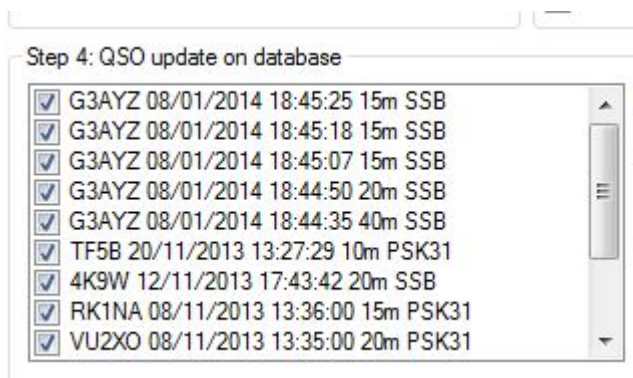 Step 4: QSO update on database
G3AYZ 08/01/2014 18:45:25 15m SSB
G3AYZ 08/01/2014 18:45:18 15m SSB
G3AYZ 08/01/2014 18:45:07 15m SSB
G3AYZ 08/01/2014 18:44:50 20m SSB
G3AYZ 08/01/2014 18:44:35 40m SSB
TF5B 20/11/2013 13:27:29 10m PSK31
4K9W 12/11/2013 17:43:42 20m SSB
RK1NA 08/11/2013 13:36:00 15m PSK31
VU2XO 08/11/2013 13:35:00 20m PSK31